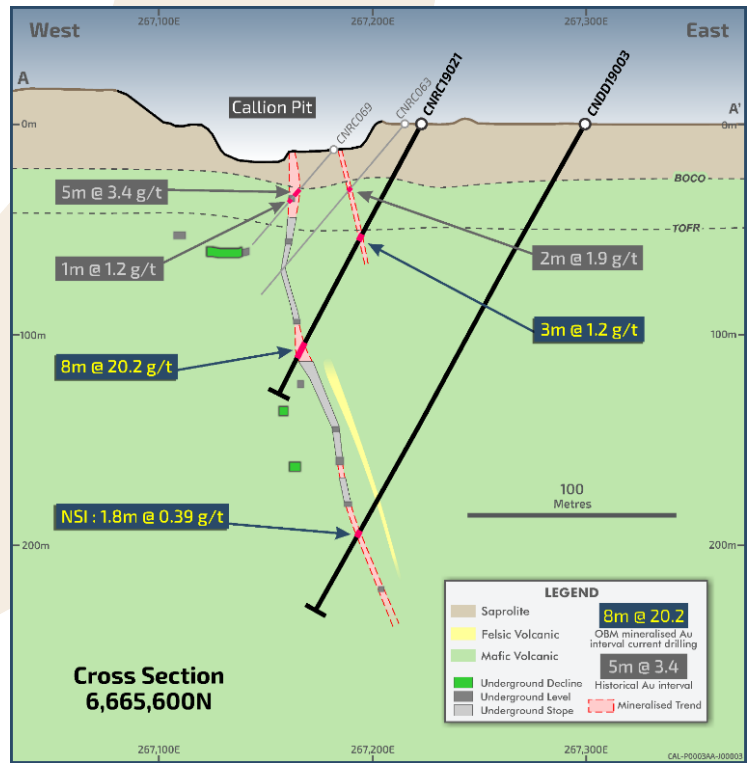 267,100E
267,200E
267,300E
West
East
A
A'
Callion Pit
CNRC069
CNRC063
CNRC19021
CNDD19003
0m
0m
BOCO
5m @ 3.4 g/t
TOFR
1m @ 1.2 g/t
2m @ 1.9 g/t
3m @ 1.2 g/t
100m
100m
8m @ 20.2 g/t
100
Metres
NSI : 1.8m @ 0.39 g/t
200m
200m
LEGEND
Saprolite
Felsic Volcanic
Mafic Volcanic
Underground Decline
Underground Level
Underground Stope
8m @ 20.2
OBM mineralised Au
interval current drilling
5m @ 3.4
Historical Au interval
Mineralised Trend
Cross Section
6,665,600N
267,100E
267,200E
267,300E
CAL-P0003AA-J00803